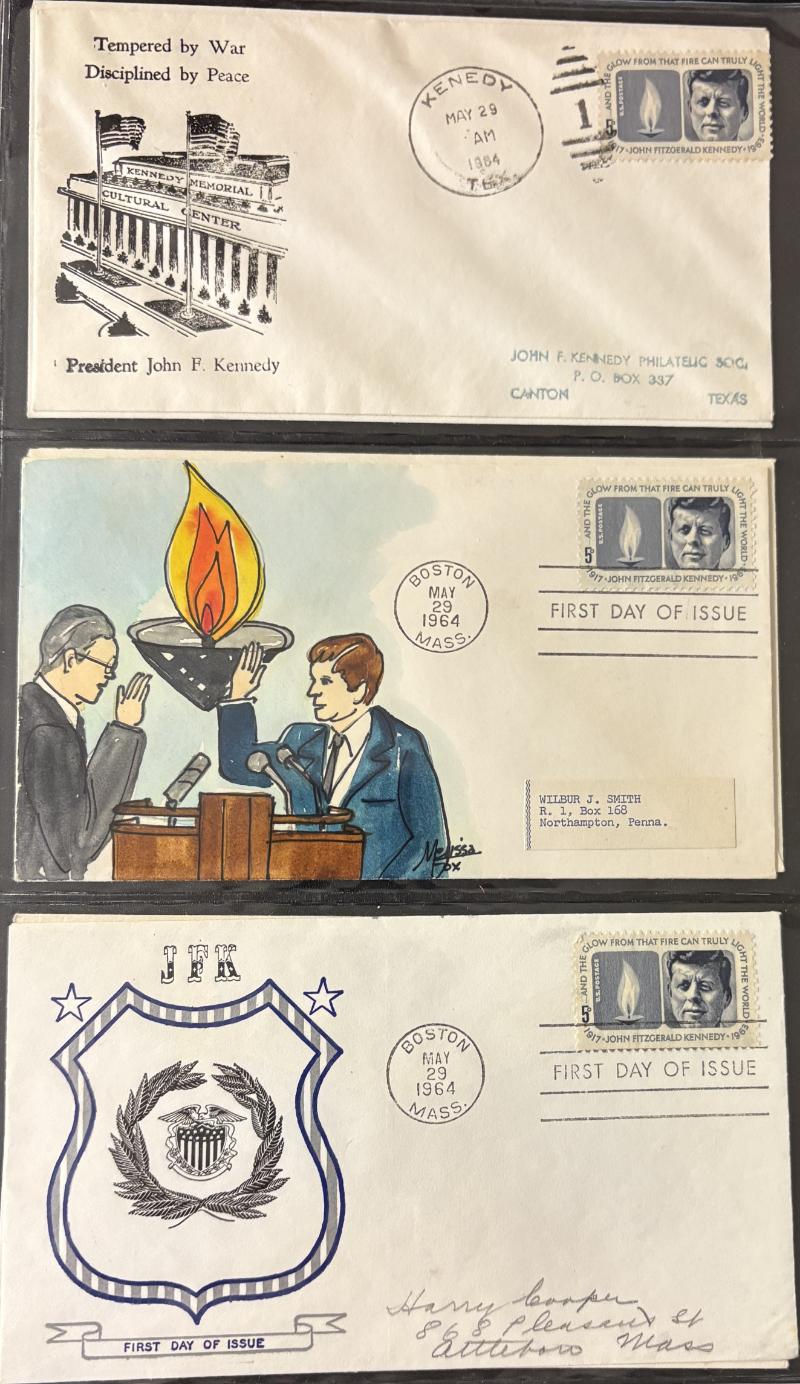 Tempered by War
Disciplined by Peace
KENNEDY MEMORIAL
CULTURAL CENTER
President John F. Kennedy
KENEDY
MAY 29
AM
1964
TEX.
1
AND THE GLOW FROM THAT FIRE CAN TRULY LIGHT THE WORLD
U.S. POSTAGE
5¢
1917 • JOHN FITZGERALD KENNEDY • 1963
JOHN F. KENNEDY PHILATELIC SOC.
P. O. BOX 337
CANTON TEXAS
BOSTON
MAY
29
1964
MASS.
...AND THE GLOW FROM THAT FIRE CAN TRULY LIGHT THE WORLD
U.S. POSTAGE
5¢
1917 • JOHN FITZGERALD KENNEDY • 1963
FIRST DAY OF ISSUE
WILBUR J. SMITH
R. 1, Box 168
Northampton, Penna.
Melissa
Fox
JFK
FIRST DAY OF ISSUE
BOSTON
MAY
29
1964
MASS.
...AND THE GLOW FROM THAT FIRE CAN TRULY LIGHT THE WORLD
U.S. POSTAGE
5¢
1917 • JOHN FITZGERALD KENNEDY • 1963
FIRST DAY OF ISSUE
Harry Cooper
868 Pleasant St
Attleboro Mass